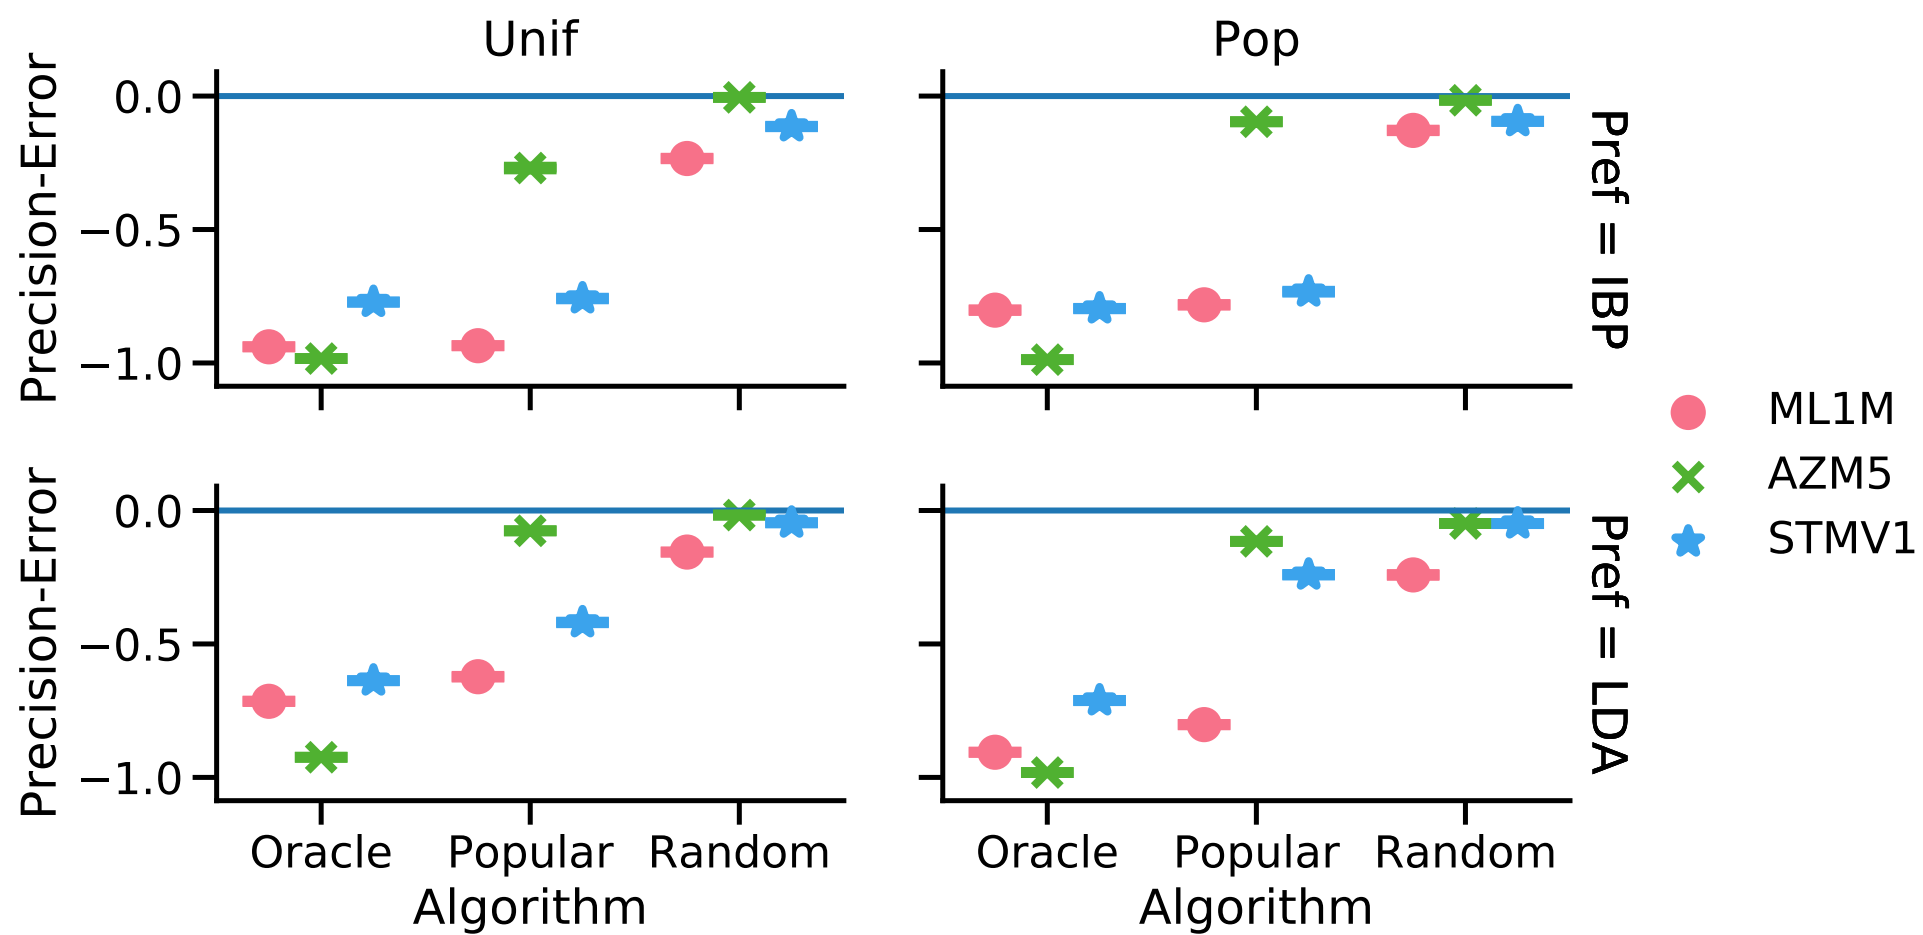 Unif
Pop
Precision-Error
0.0
−0.5
−1.0
Pref = IBP
Precision-Error
0.0
−0.5
−1.0
Pref = LDA
Oracle Popular Random
Oracle Popular Random
Algorithm
Algorithm
ML1M
AZM5
STMV1